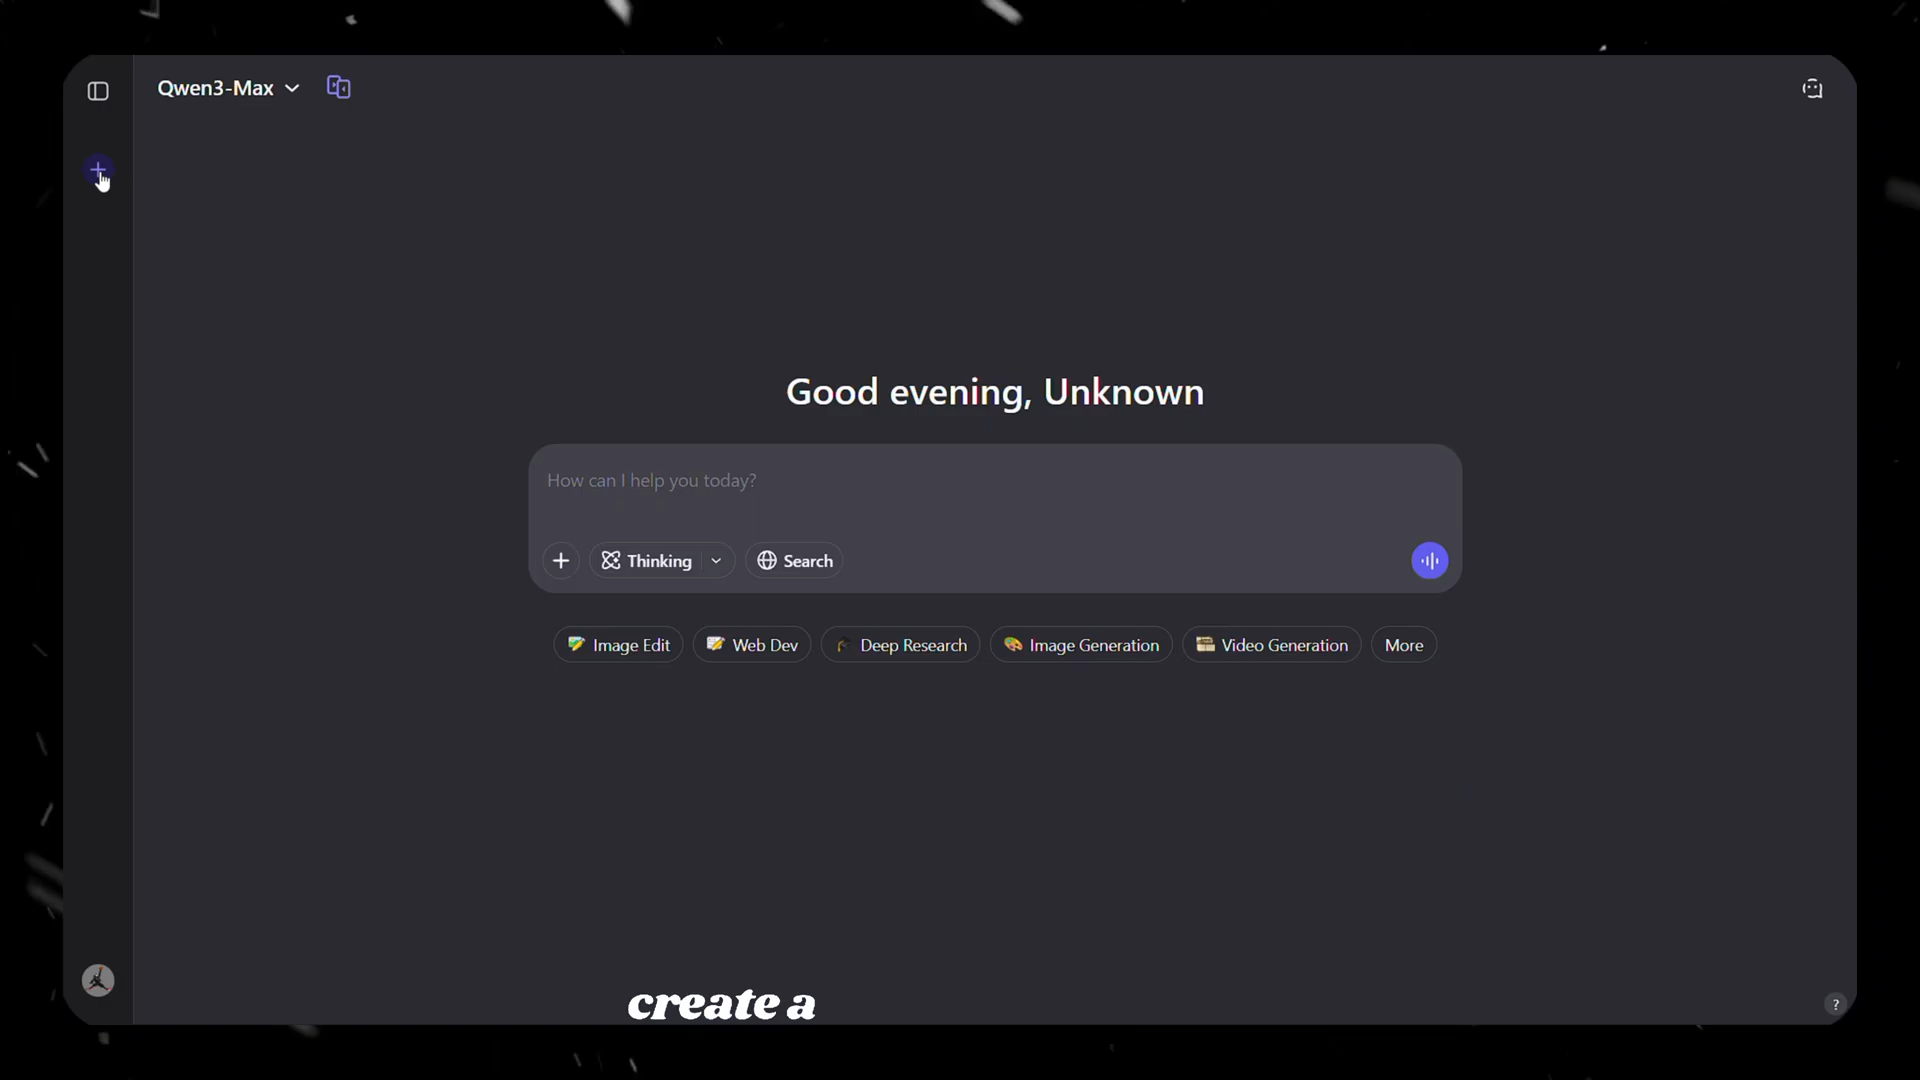 Qwen3-Max
Good evening, Unknown
How can I help you today?
Thinking
Search
Image Edit
Web Dev
Deep Research
Image Generation
Video Generation
More
create a
?